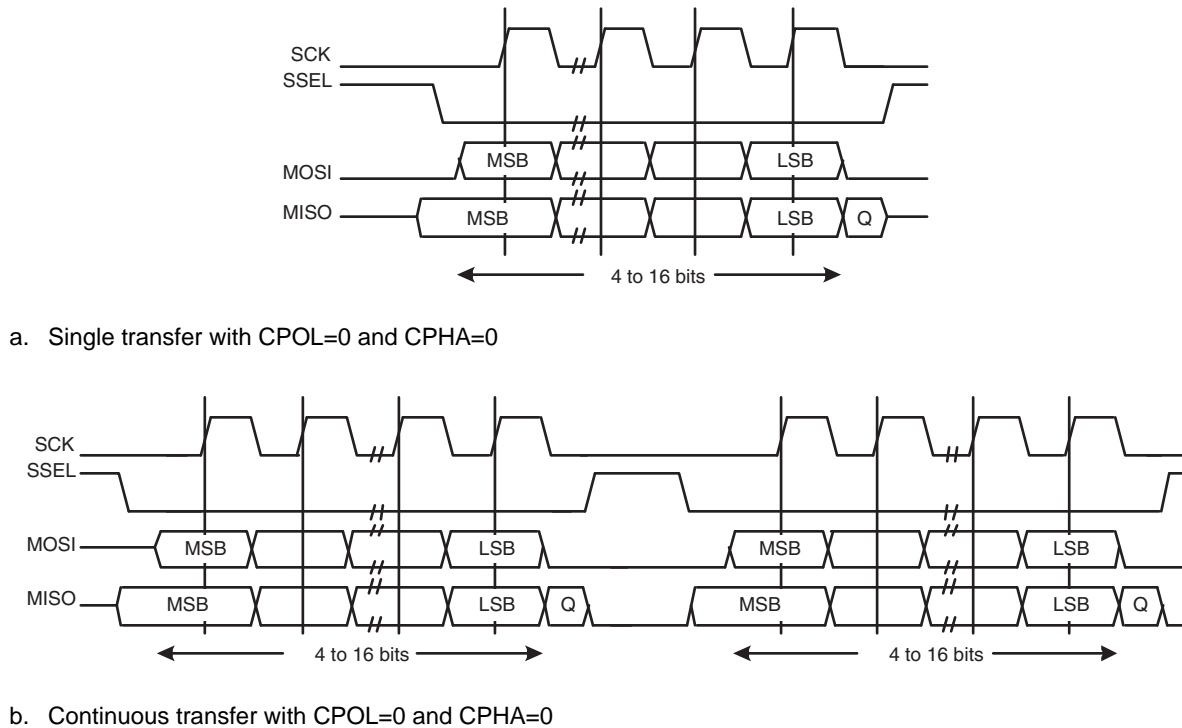 SCK
SSEL
MOSI MSB LSB
MISO MSB LSB Q
4 to 16 bits
a. Single transfer with CPOL=0 and CPHA=0
SCK
SSEL
MOSI MSB LSB MSB LSB
MISO MSB LSB Q MSB LSB Q
4 to 16 bits 4 to 16 bits
b. Continuous transfer with CPOL=0 and CPHA=0